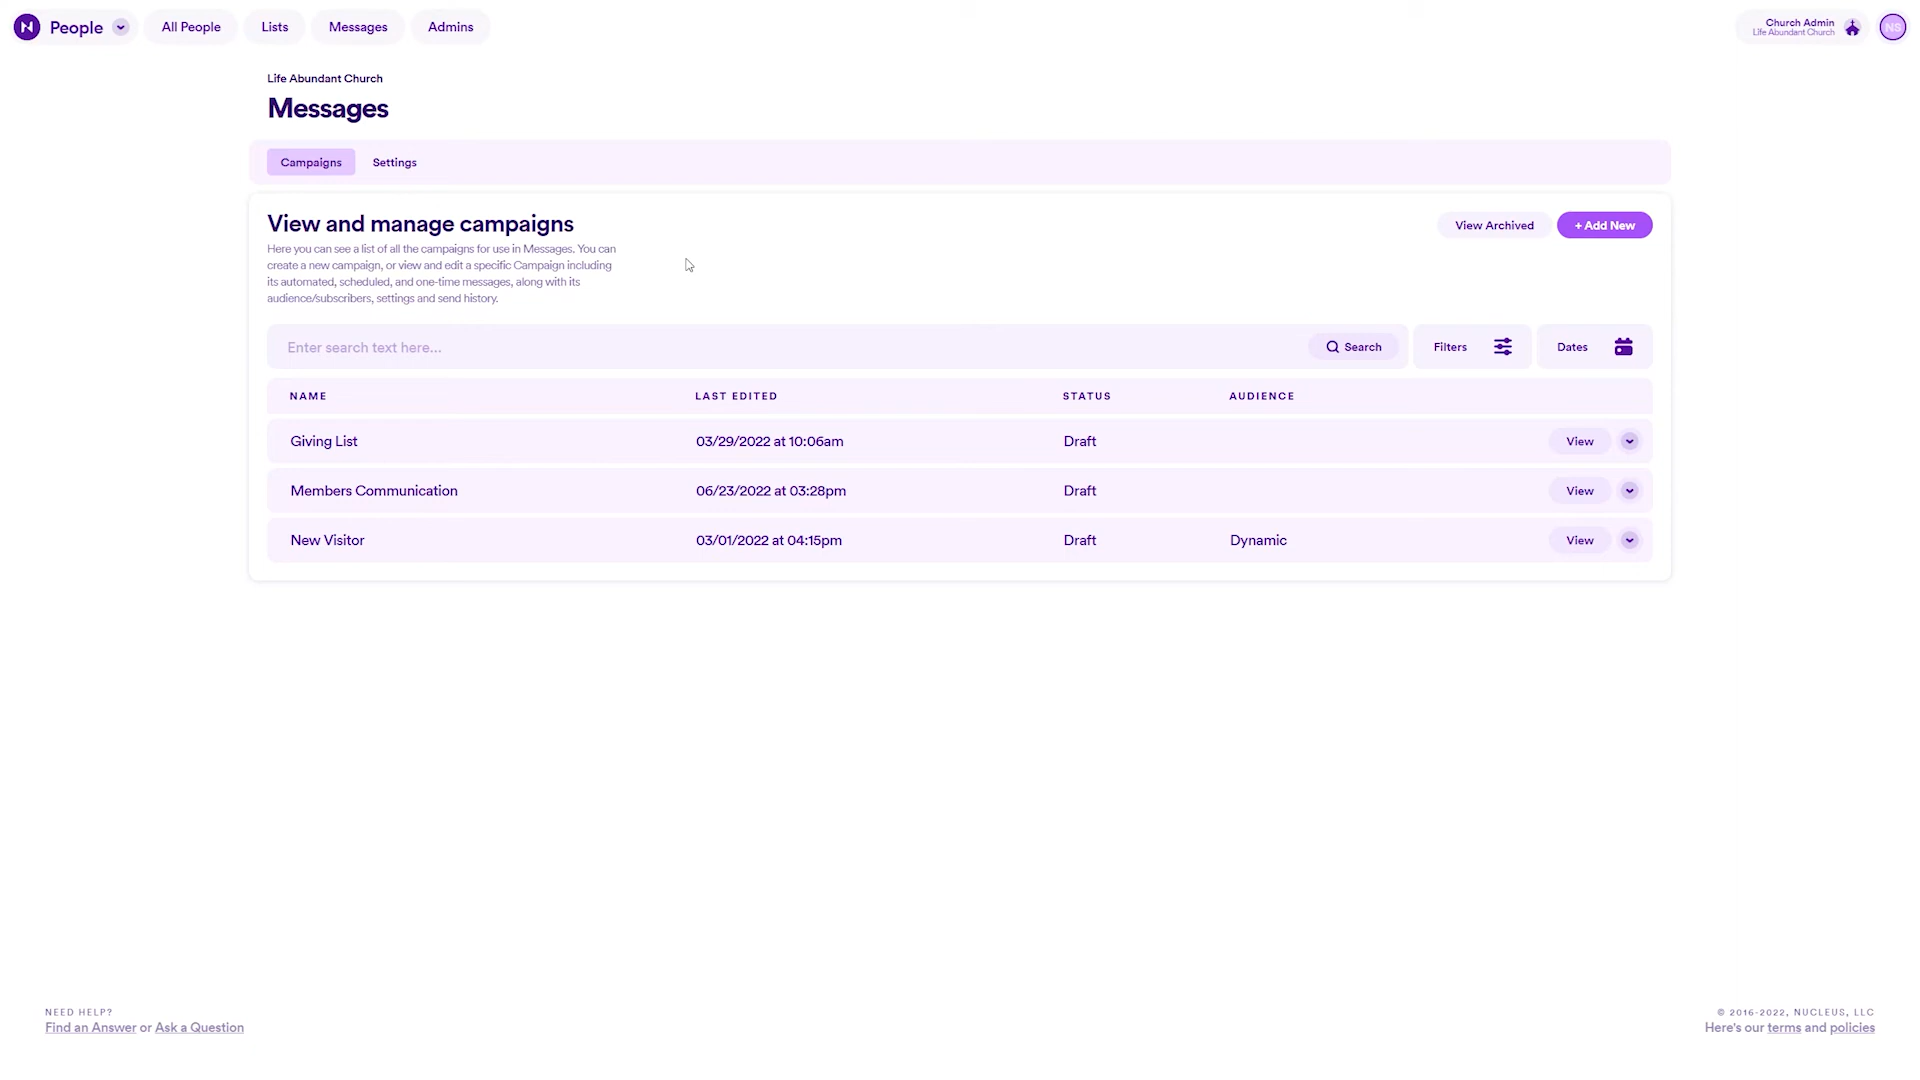 People
All People
Lists
Messages
Admins
Church Admin
Life Abundant Church
NS
Life Abundant Church
Messages
Campaigns
Settings
View and manage campaigns
View Archived
+ Add New
Here you can see a list of all the campaigns for use in Messages. You can
create a new campaign, or view and edit a specific Campaign including
its automated, scheduled, and one-time messages, along with its
audience/subscribers, settings and send history.
Enter search text here...
Search
Filters
Dates
NAME LAST EDITED STATUS AUDIENCE
Giving List 03/29/2022 at 10:06am Draft View
Members Communication 06/23/2022 at 03:28pm Draft View
New Visitor 03/01/2022 at 04:15pm Draft Dynamic View
NEED HELP?
Find an Answer or Ask a Question
© 2016-2022, NUCLEUS, LLC
Here's our terms and policies